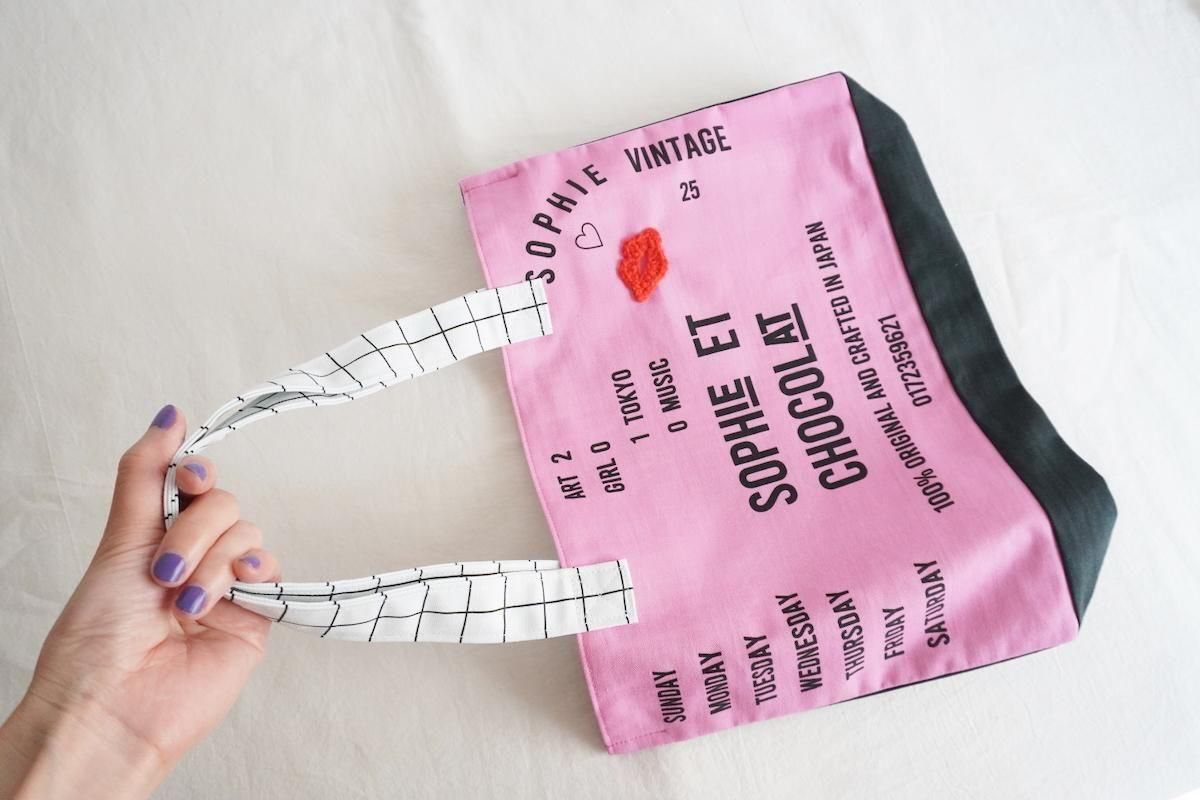 SOPHIE VINTAGE
25
ART 2
GIRL 0
1 TOKYO
0 MUSIC
SOPHIE ET
CHOCOLAT
100% ORIGINAL AND CRAFTED IN JAPAN
0172359621
SUNDAY
MONDAY
TUESDAY
WEDNESDAY
THURSDAY
FRIDAY
SATURDAY